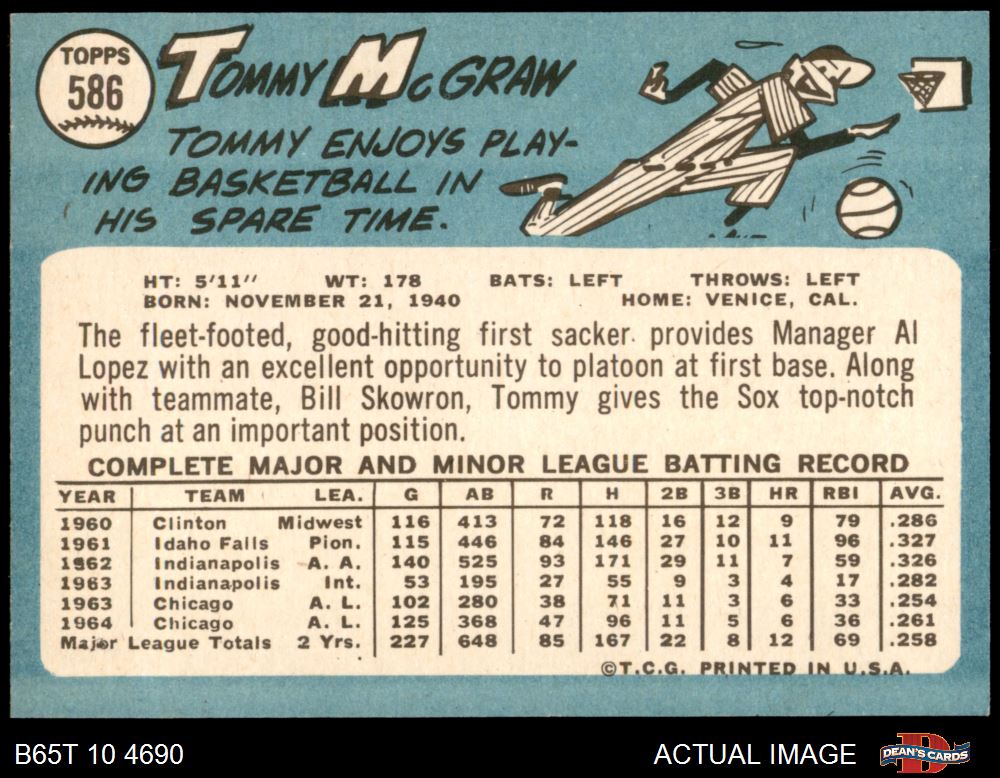 TOPPS
586
TOMMY McGRAW
TOMMY ENJOYS PLAY-
ING BASKETBALL IN
HIS SPARE TIME.
HT: 5'11" WT: 178 BATS: LEFT THROWS: LEFT
BORN: NOVEMBER 21, 1940 HOME: VENICE, CAL.
The fleet-footed, good-hitting first sacker provides Manager Al
Lopez with an excellent opportunity to platoon at first base. Along
with teammate, Bill Skowron, Tommy gives the Sox top-notch
punch at an important position.
COMPLETE MAJOR AND MINOR LEAGUE BATTING RECORD
YEAR TEAM LEA. G AB R H 2B 3B HR RBI AVG.
1960 Clinton Midwest 116 413 72 118 16 12 9 79 .286
1961 Idaho Falls Pion. 115 446 84 146 27 10 11 96 .327
1962 Indianapolis A. A. 140 525 93 171 29 11 7 59 .326
1963 Indianapolis Int. 53 195 27 55 9 3 4 17 .282
1963 Chicago A. L. 102 280 38 71 11 3 6 33 .254
1964 Chicago A. L. 125 368 47 96 11 5 6 36 .261
Major League Totals 2 Yrs. 227 648 85 167 22 8 12 69 .258
©T.C.G. PRINTED IN U.S.A.
B65T 10 4690 ACTUAL IMAGE DEAN'S CARDS